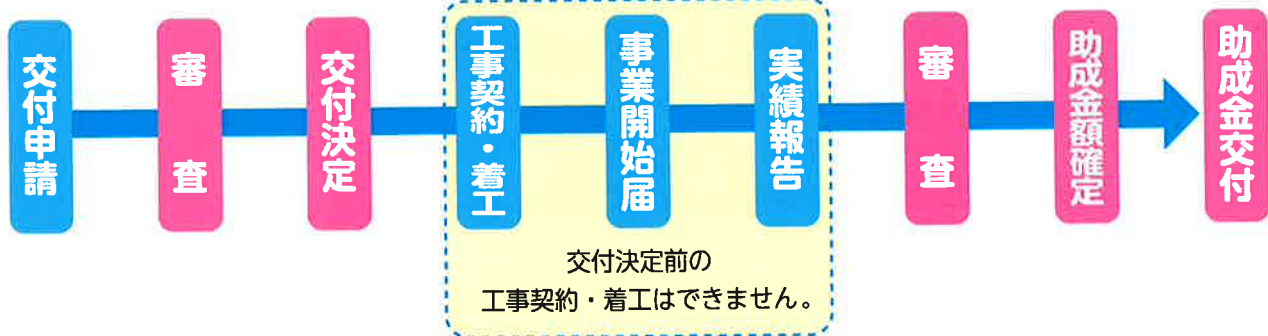 交付申請
審査
交付決定
工事契約・着工
事業開始届
実績報告
審査
助成金額確定
助成金交付
交付決定前の
工事契約・着工はできません。